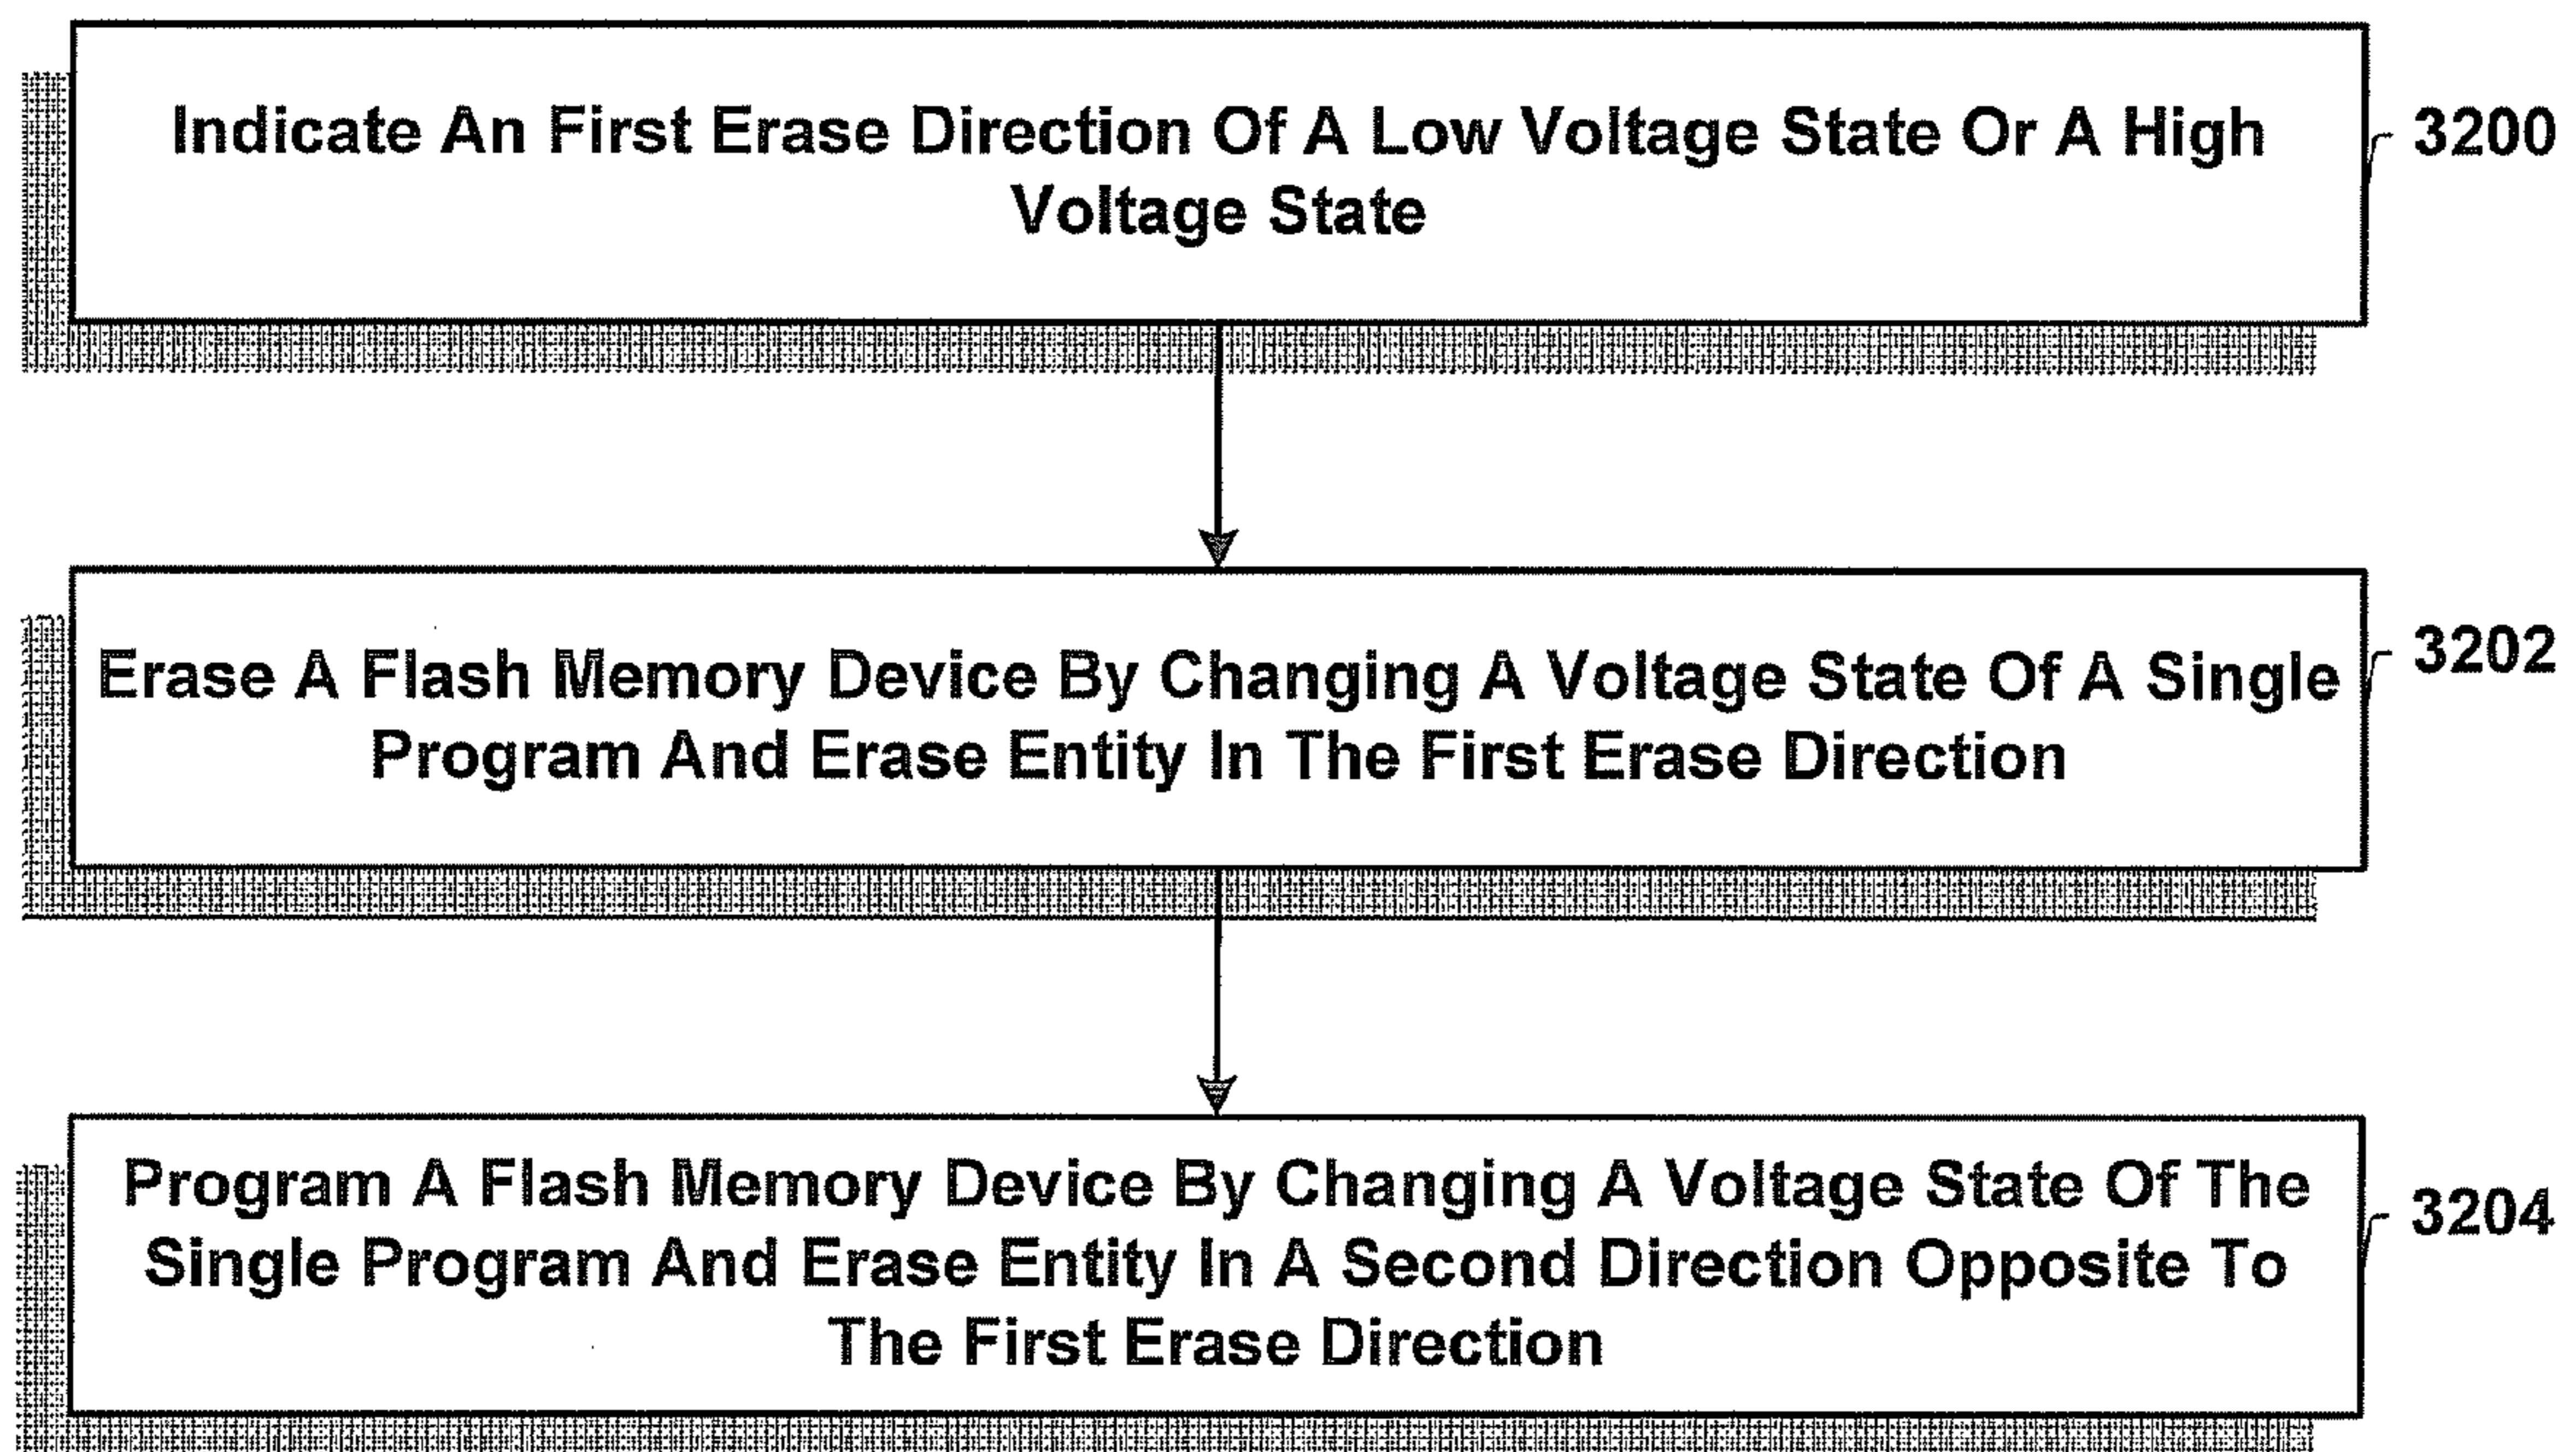 Indicate An First Erase Direction Of A Low Voltage State Or A High
Voltage State
3200
Erase A Flash Memory Device By Changing A Voltage State Of A Single
Program And Erase Entity In The First Erase Direction
3202
Program A Flash Memory Device By Changing A Voltage State Of The
Single Program And Erase Entity In A Second Direction Opposite To
The First Erase Direction
3204